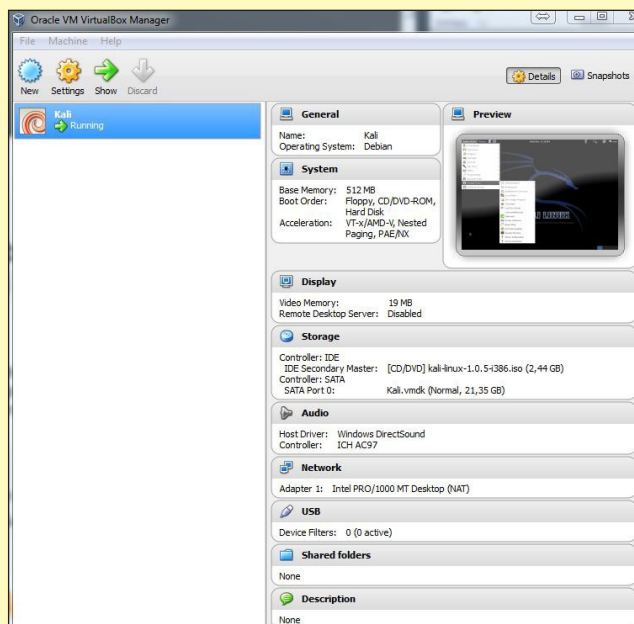 Oracle VM VirtualBox Manager
File Machine Help
New Settings Show Discard
Details Snapshots
Kali
Running
General
Name: Kali
Operating System: Debian
System
Base Memory: 512 MB
Boot Order: Floppy, CD/DVD-ROM,
Hard Disk
Acceleration: VT-x/AMD-V, Nested
Paging, PAE/NX
Preview
Display
Video Memory: 19 MB
Remote Desktop Server: Disabled
Storage
Controller: IDE
IDE Secondary Master: [CD/DVD] kali-linux-1.0.5-i386.iso (2,44 GB)
Controller: SATA
SATA Port 0: Kali.vmdk (Normal, 21,35 GB)
Audio
Host Driver: Windows DirectSound
Controller: ICH AC97
Network
Adapter 1: Intel PRO/1000 MT Desktop (NAT)
USB
Device Filters: 0 (0 active)
Shared folders
None
Description
None